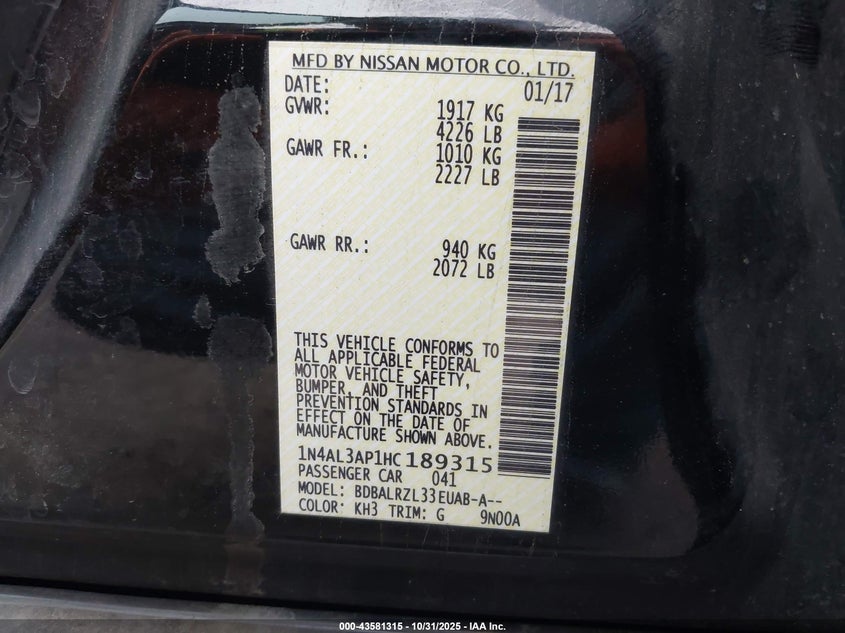 MFD BY NISSAN MOTOR CO., LTD.
DATE: 01/17
GVWR: 1917 KG
4226 LB
GAWR FR.: 1010 KG
2227 LB
GAWR RR.: 940 KG
2072 LB
THIS VEHICLE CONFORMS TO
ALL APPLICABLE FEDERAL
MOTOR VEHICLE SAFETY,
BUMPER, AND THEFT
PREVENTION STANDARDS IN
EFFECT ON THE DATE OF
MANUFACTURE SHOWN ABOVE.
1N4AL3AP1HC189315
PASSENGER CAR 041
MODEL: BDBALRZL33EUAB-A--
COLOR: KH3 TRIM: G 9N00A
000-43581315 - 10/31/2025 - IAA Inc.